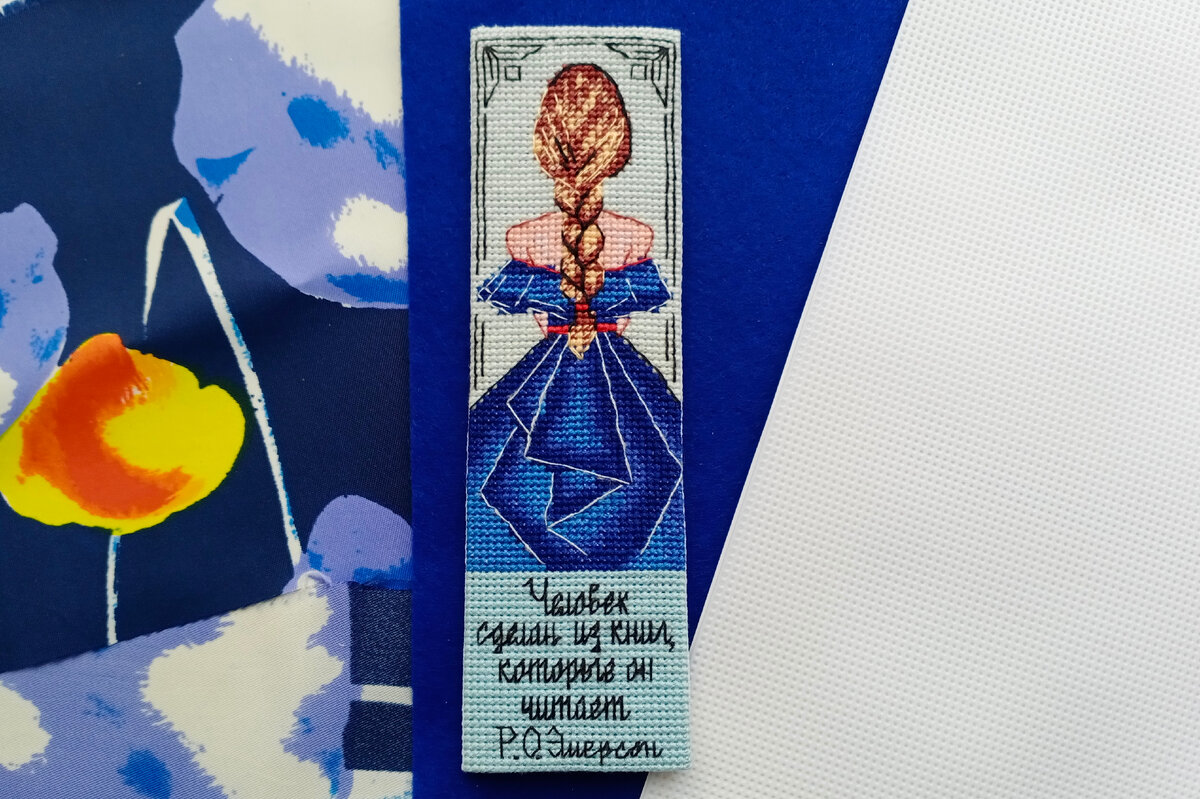 Человек
сделан из книг,
которые он
читает
Р.О.Эмерсон